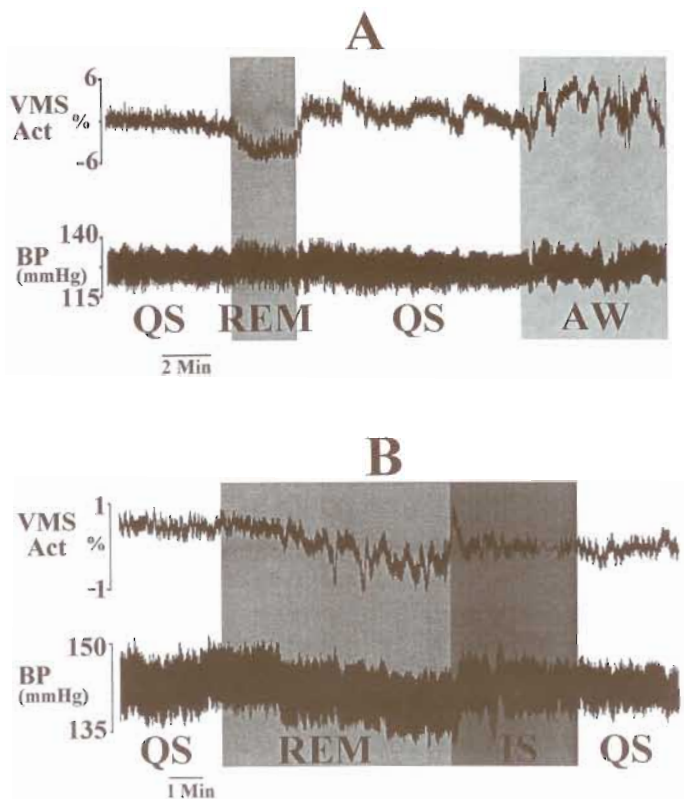 A
6
VMS
Act %
-6
140
BP
(mmHg)
115
QS REM QS AW
2 Min
B
1
VMS
Act %
-1
150
BP
(mmHg)
135
QS REM IS QS
1 Min